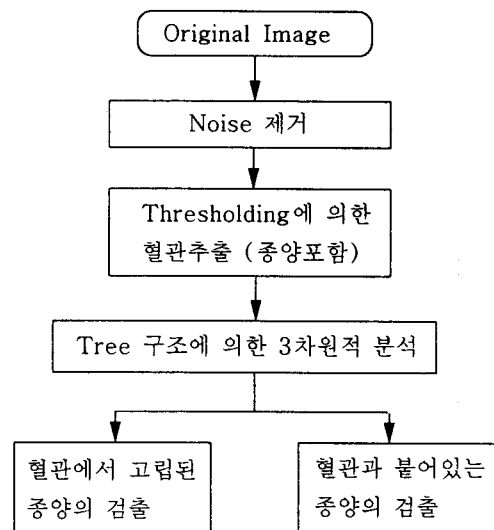 Original Image
Noise 제거
Thresholding에 의한
혈관추출 (종양포함)
Tree 구조에 의한 3차원적 분석
혈관에서 고립된
종양의 검출
혈관과 붙어있는
종양의 검출